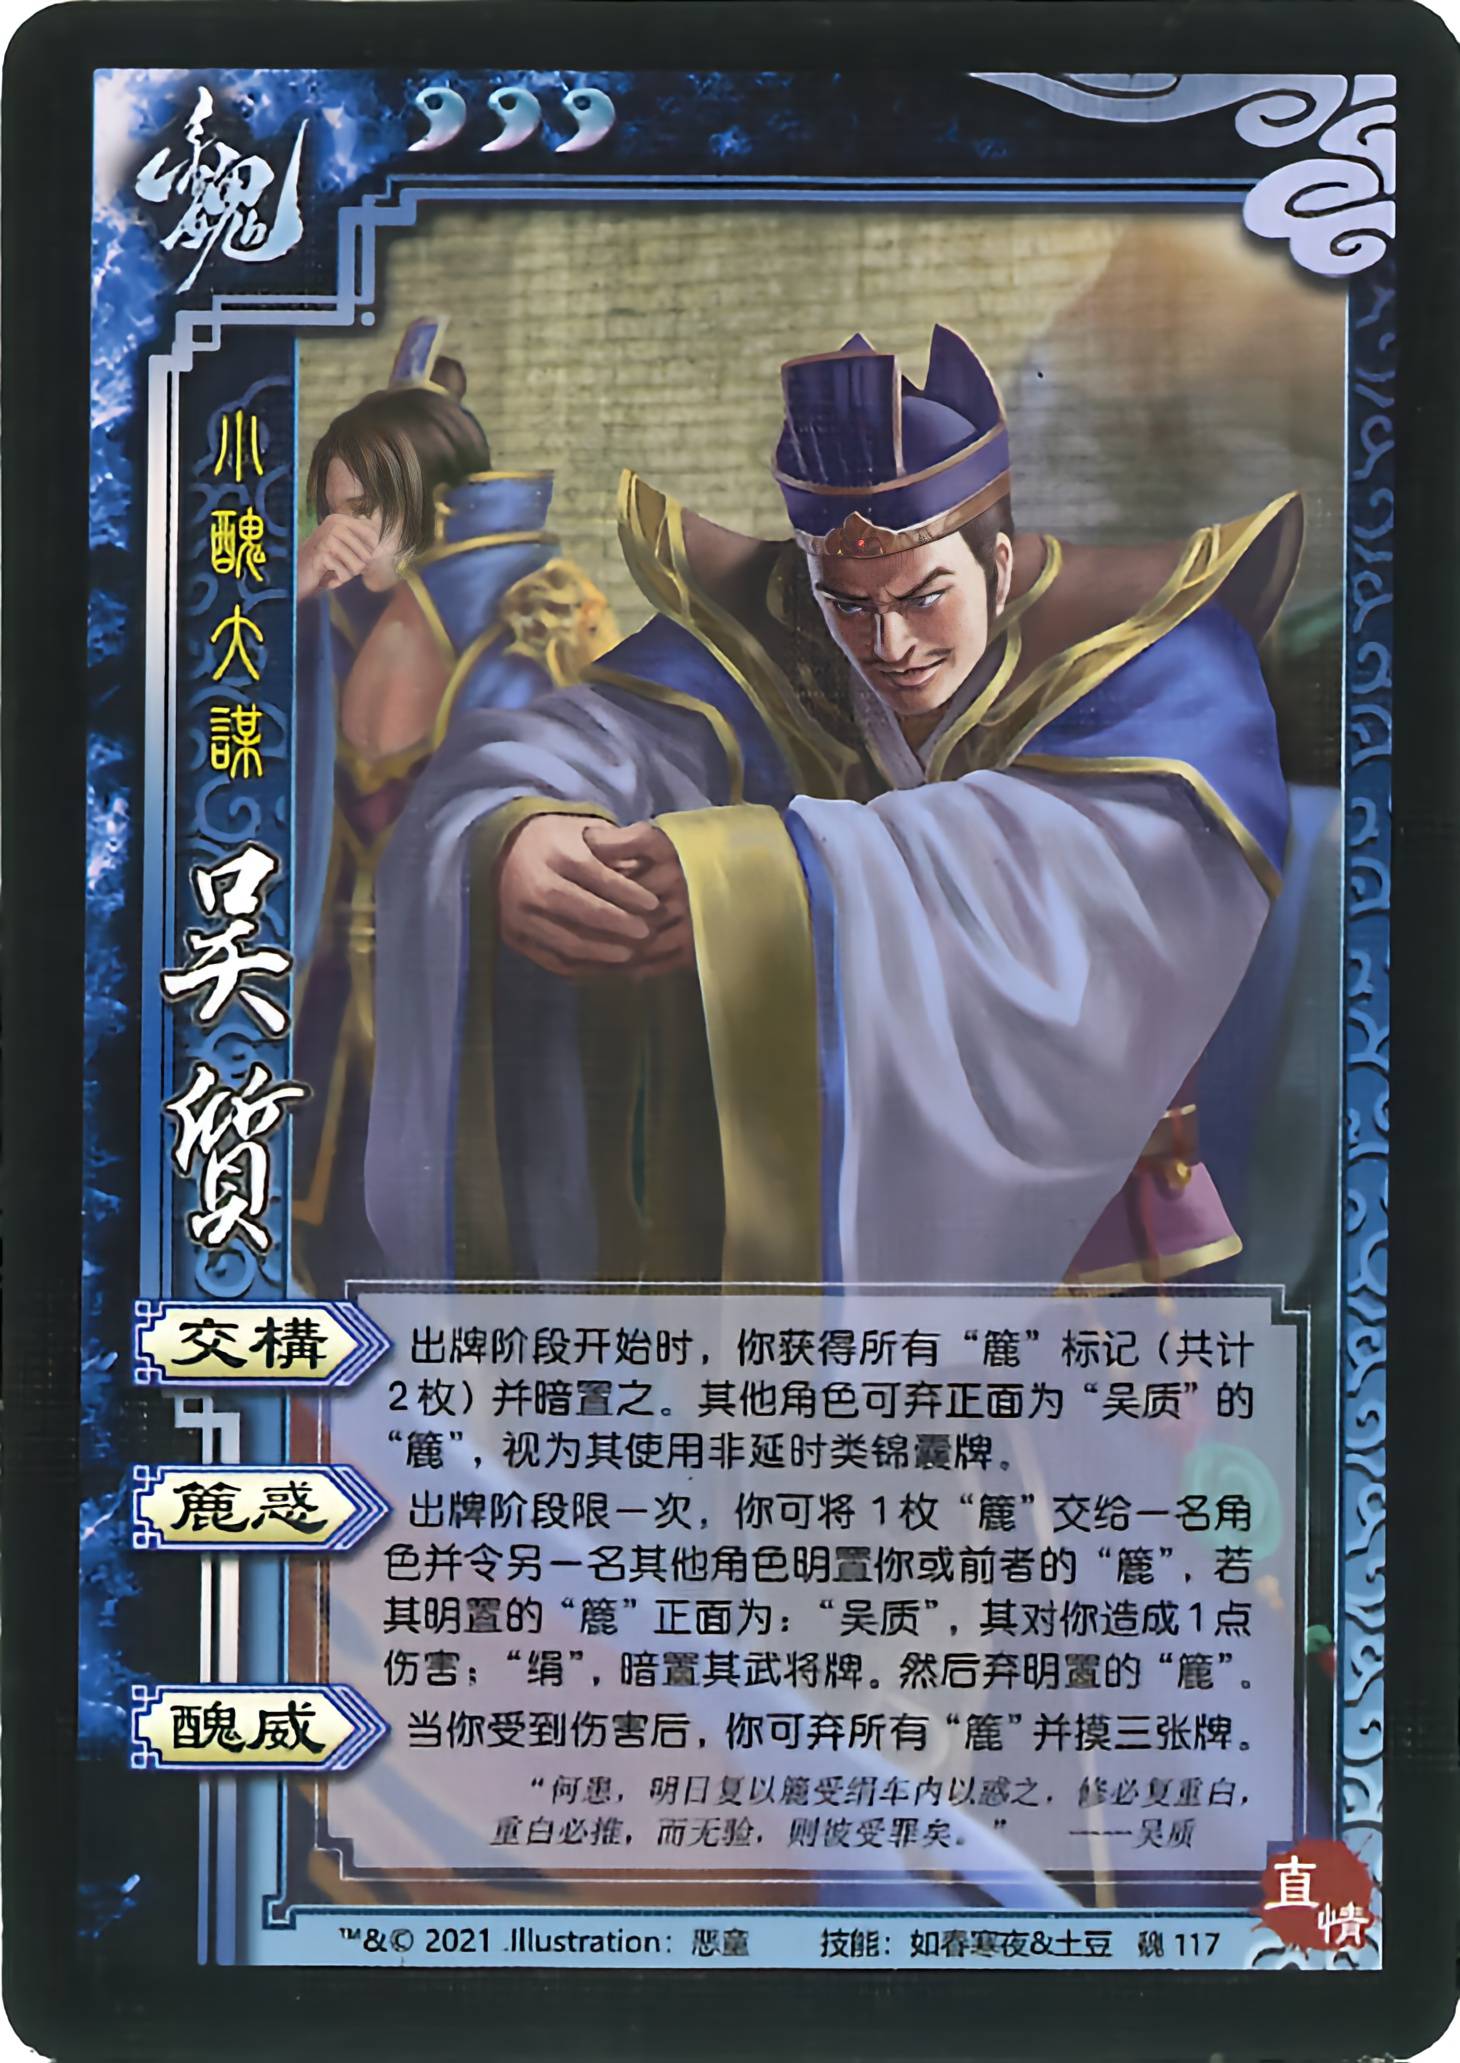 魏
小醜大謀
吴質
交構
出牌阶段开始时，你获得所有“簏”标记（共计
2枚）并暗置之。其他角色可弃正面为“吴质”的
“簏”，视为其使用非延时类锦囊牌。
簏惑
出牌阶段限一次，你可将1枚“簏”交给一名角
色并令另一名其他角色明置你或前者的“簏”，若
其明置的“簏”正面为：“吴质”，其对你造成1点
伤害；“绢”，暗置其武将牌。然后弃明置的“簏”。
醜威
当你受到伤害后，你可弃所有“簏”并摸三张牌。
“何患，明日复以簏受绢车内以惑之，修必复重白，
重白必推，而无验，则彼受罪矣。” ——吴质
直情
™&© 2021 .Illustration：恶童 技能：如春寒夜&土豆 魏 117